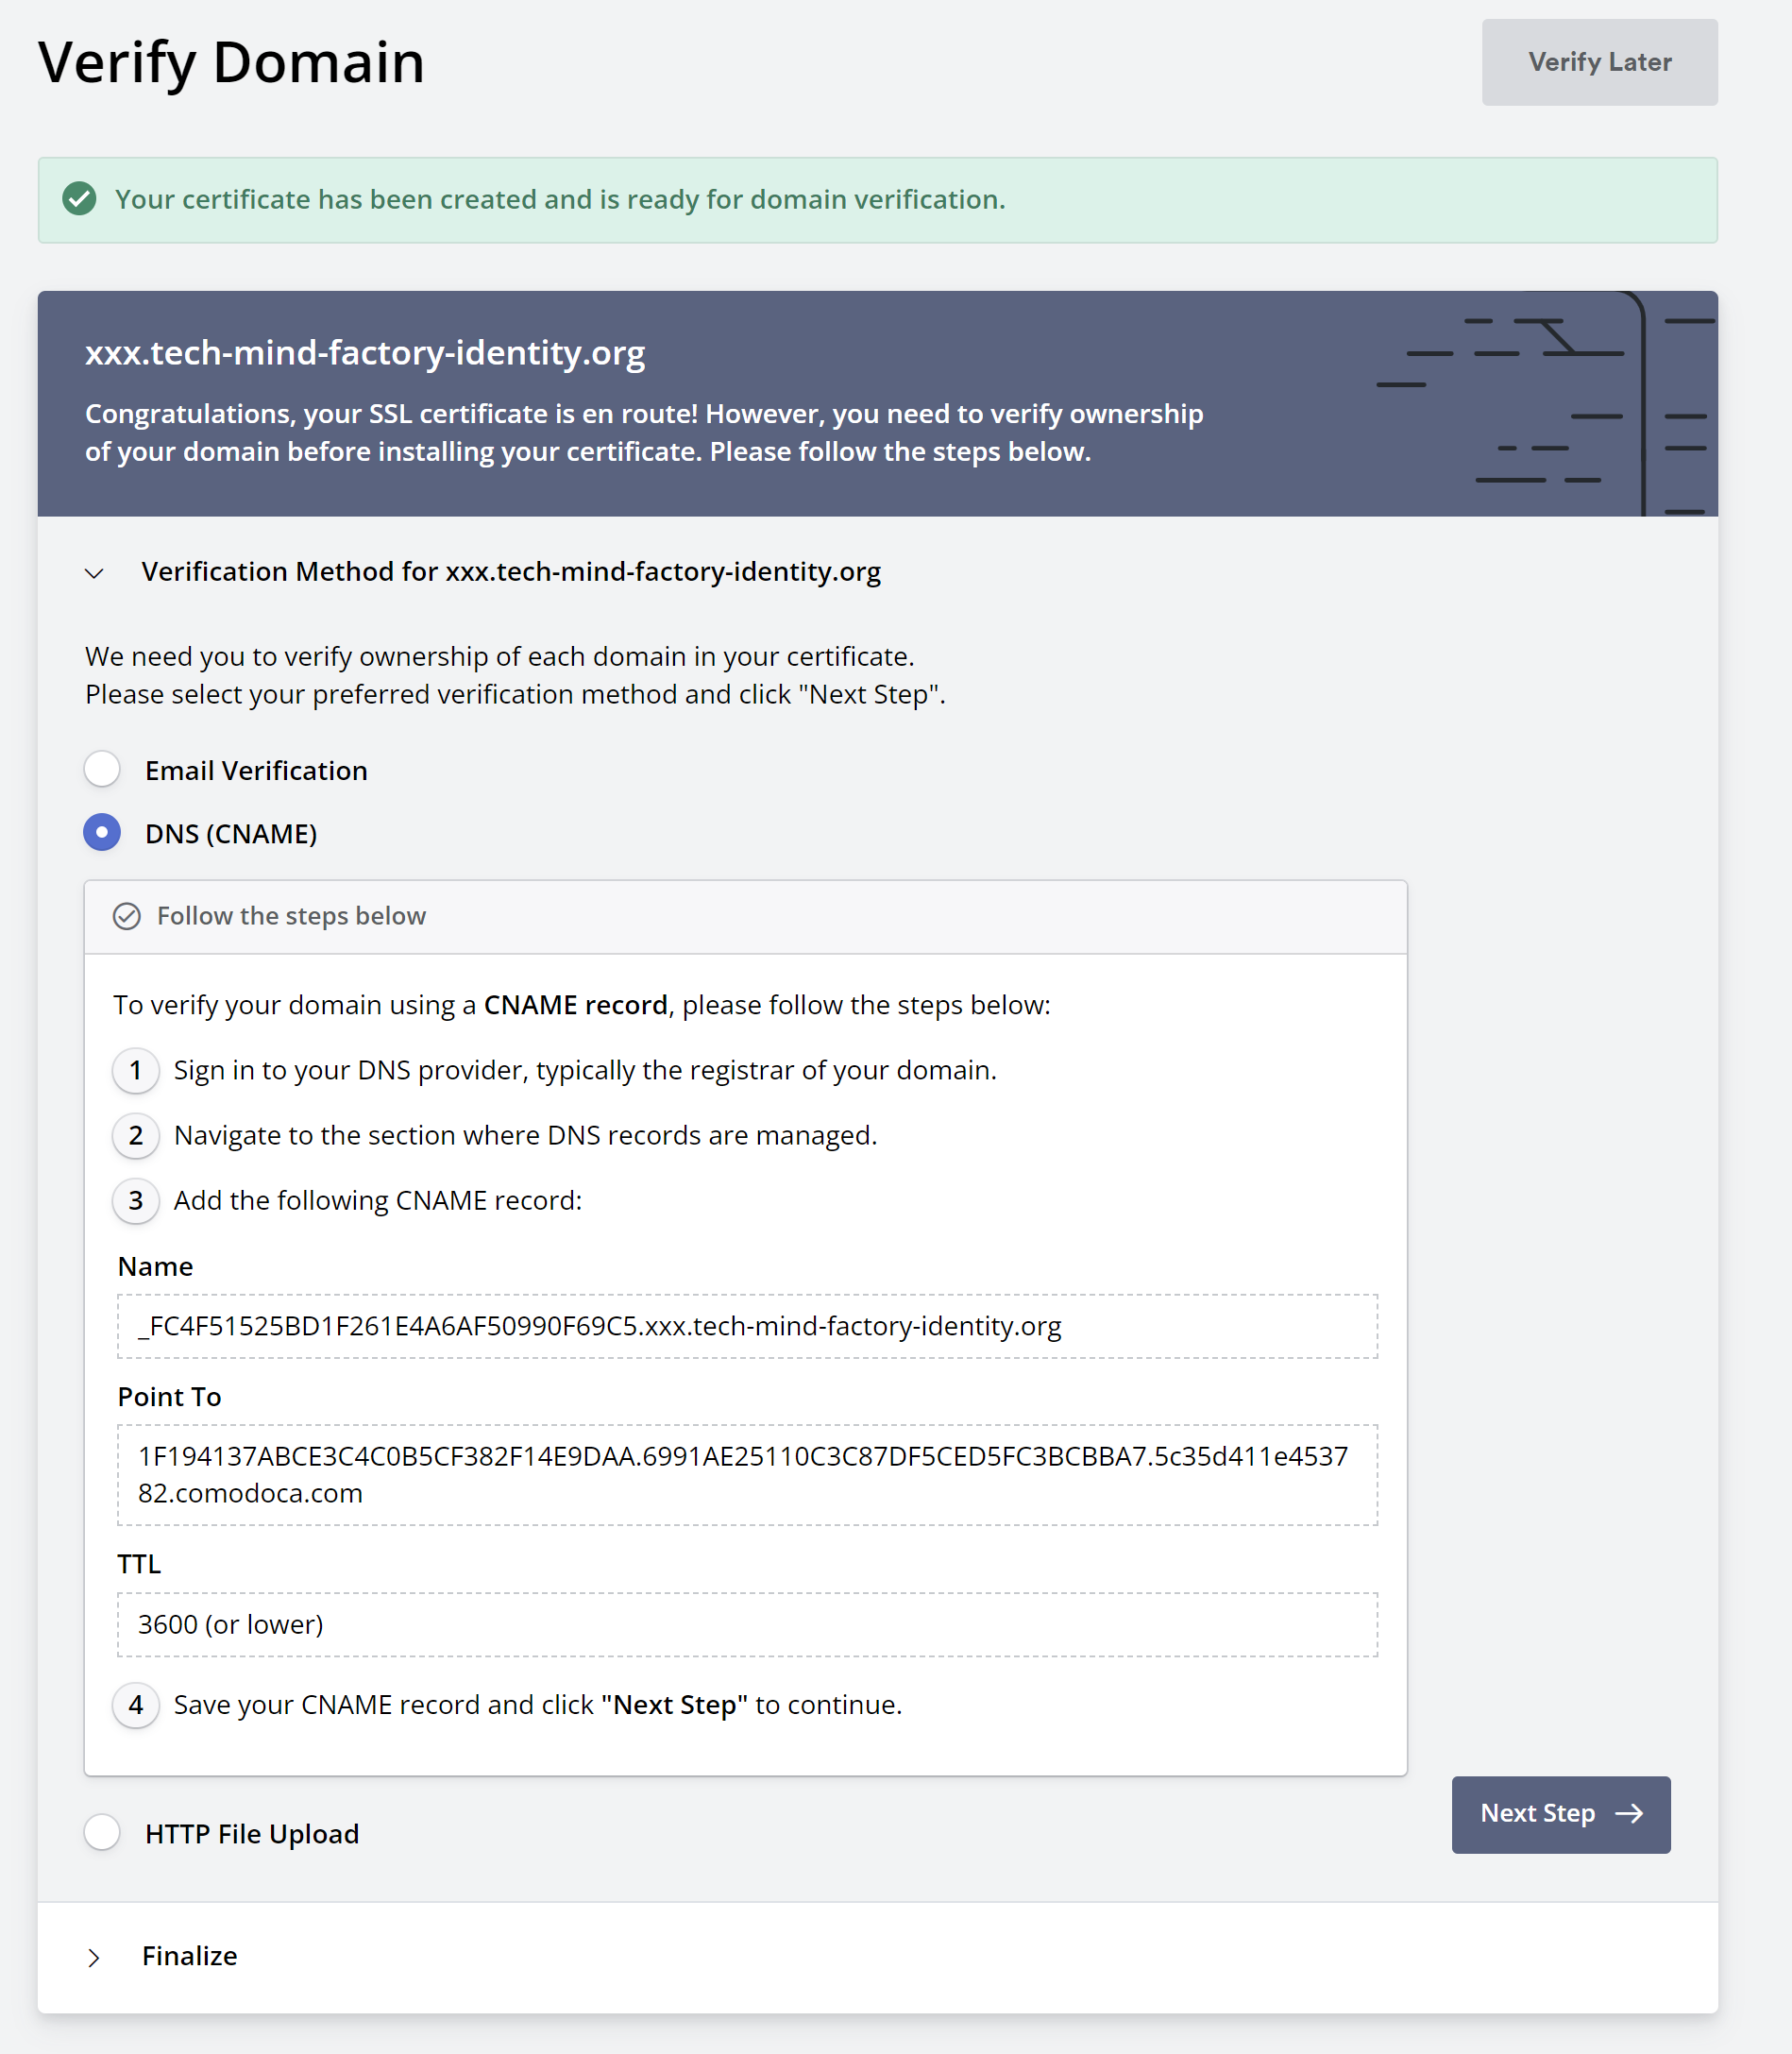 Verify Domain
Verify Later
Your certificate has been created and is ready for domain verification.
xxx.tech-mind-factory-identity.org
Congratulations, your SSL certificate is en route! However, you need to verify ownership
of your domain before installing your certificate. Please follow the steps below.
Verification Method for xxx.tech-mind-factory-identity.org
We need you to verify ownership of each domain in your certificate.
Please select your preferred verification method and click "Next Step".
Email Verification
DNS (CNAME)
Follow the steps below
To verify your domain using a CNAME record, please follow the steps below:
1 Sign in to your DNS provider, typically the registrar of your domain.
2 Navigate to the section where DNS records are managed.
3 Add the following CNAME record:
Name
_FC4F51525BD1F261E4A6AF50990F69C5.xxx.tech-mind-factory-identity.org
Point To
1F194137ABCE3C4C0B5CF382F14E9DAA.6991AE25110C3C87DF5CED5FC3BCBBA7.5c35d411e4537
82.comodoca.com
TTL
3600 (or lower)
4 Save your CNAME record and click "Next Step" to continue.
Next Step
HTTP File Upload
Finalize